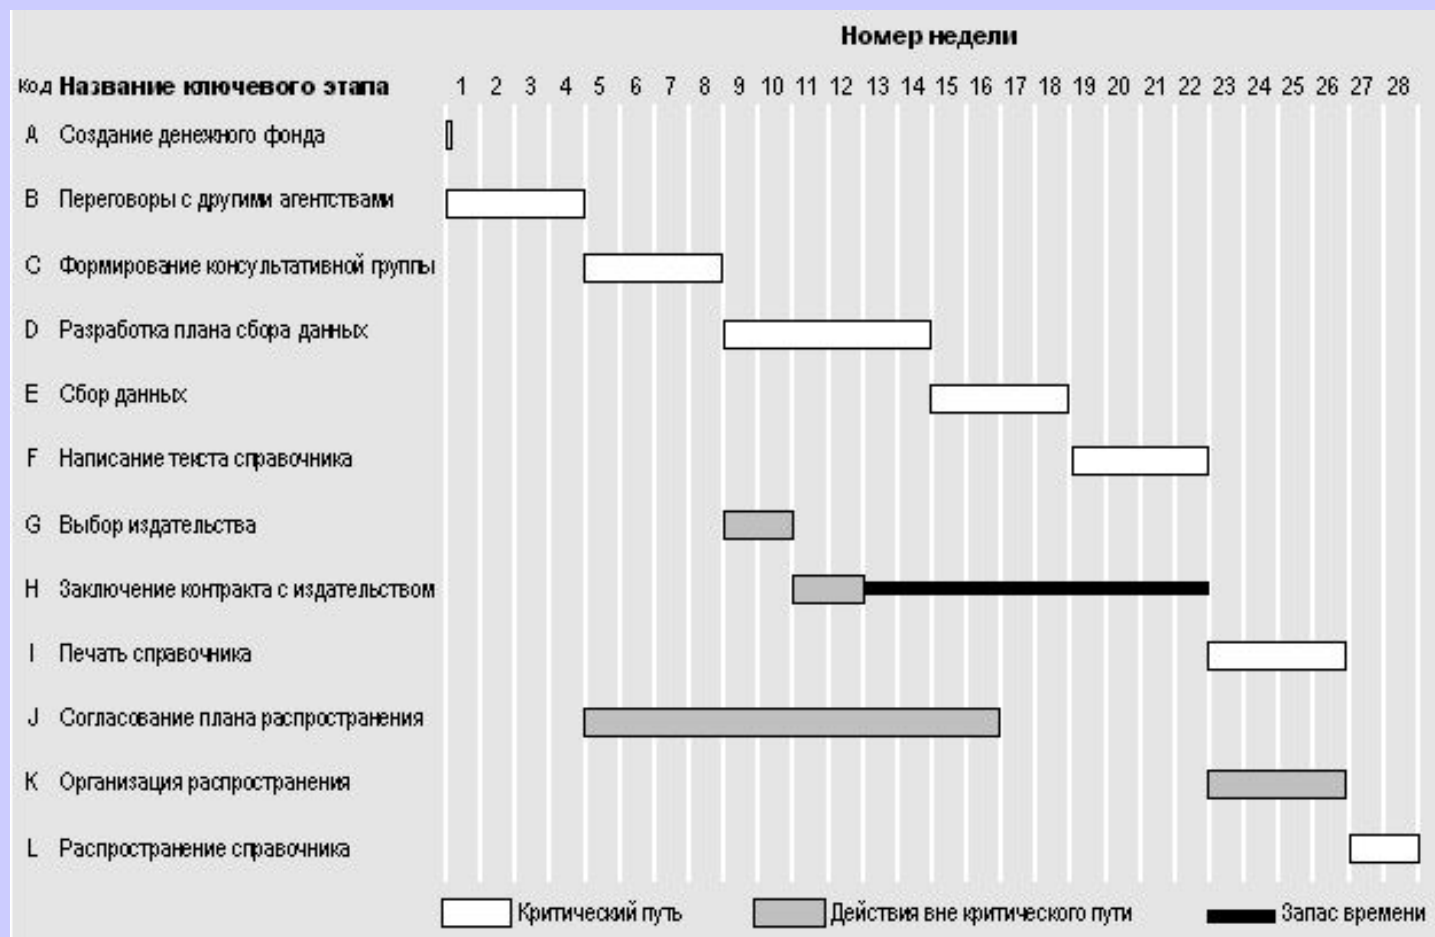 Номер недели
Код Название ключевого этапа 1 2 3 4 5 6 7 8 9 10 11 12 13 14 15 16 17 18 19 20 21 22 23 24 25 26 27 28
A Создание денежного фонда
B Переговоры с другими агентствами
C Формирование консультативной группы
D Разработка плана сбора данных
E Сбор данных
F Написание текста справочника
G Выбор издательства
H Заключение контракта с издательством
I Печать справочника
J Согласование плана распространения
K Организация распространения
L Распространение справочника
Критический путь Действия вне критического пути Запас времени